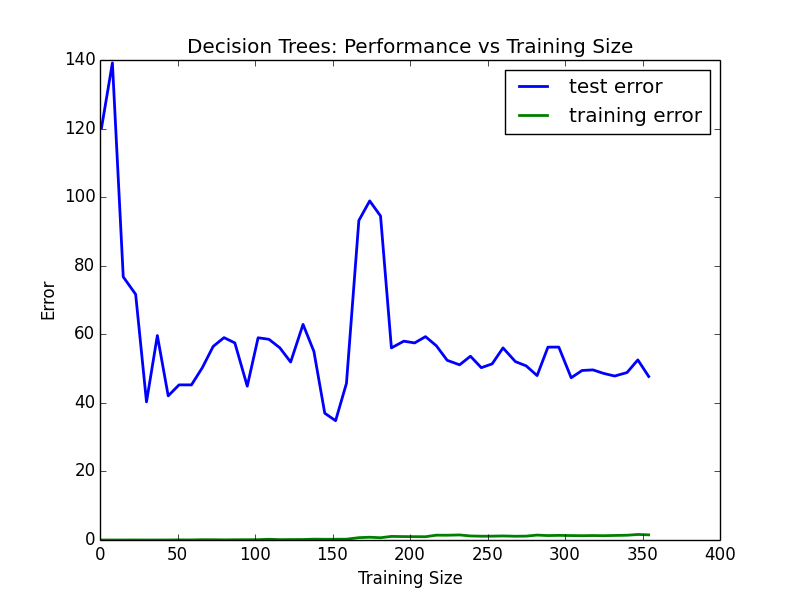 Decision Trees: Performance vs Training Size
140
120
100
80
60
40
20
0
Error
test error
training error
0 50 100 150 200 250 300 350 400
Training Size